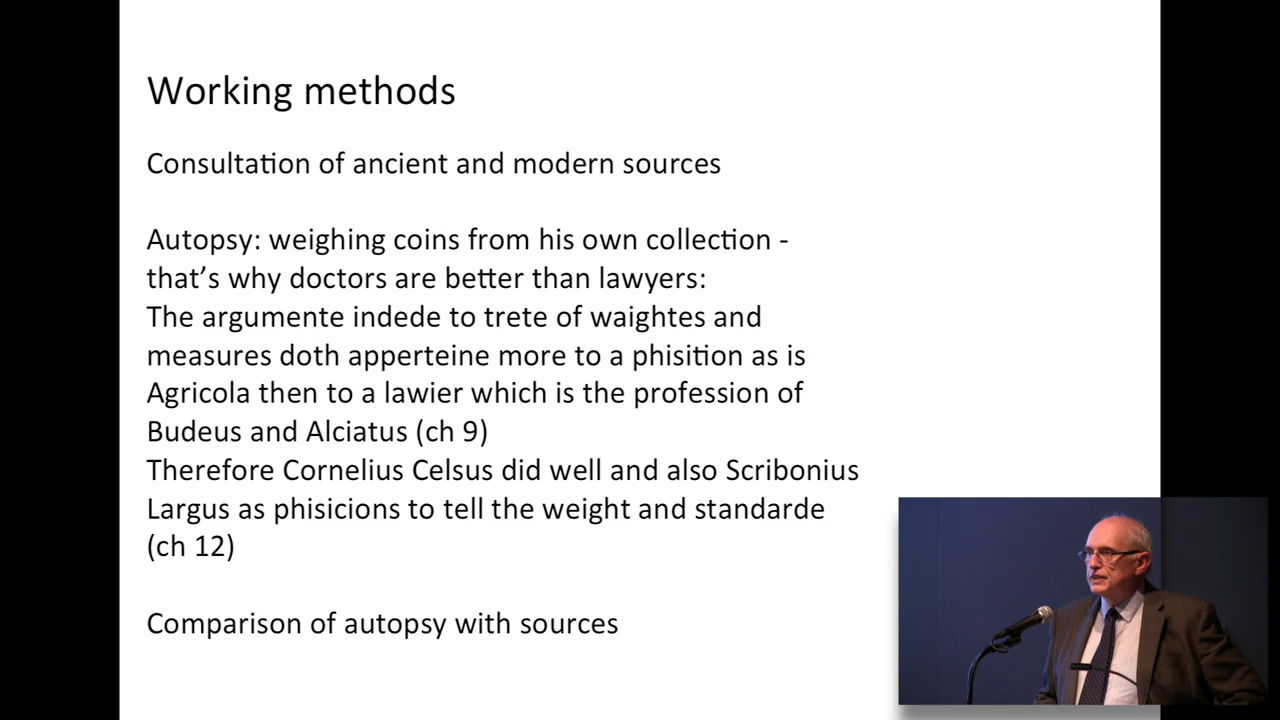 Working methods
Consultation of ancient and modern sources
Autopsy: weighing coins from his own collection -
that’s why doctors are better than lawyers:
The argumente indede to trete of waightes and
measures doth apperteine more to a phisition as is
Agricola then to a lawier which is the profession of
Budeus and Alciatus (ch 9)
Therefore Cornelius Celsus did well and also Scribonius
Largus as phisicions to tell the weight and standarde
(ch 12)
Comparison of autopsy with sources